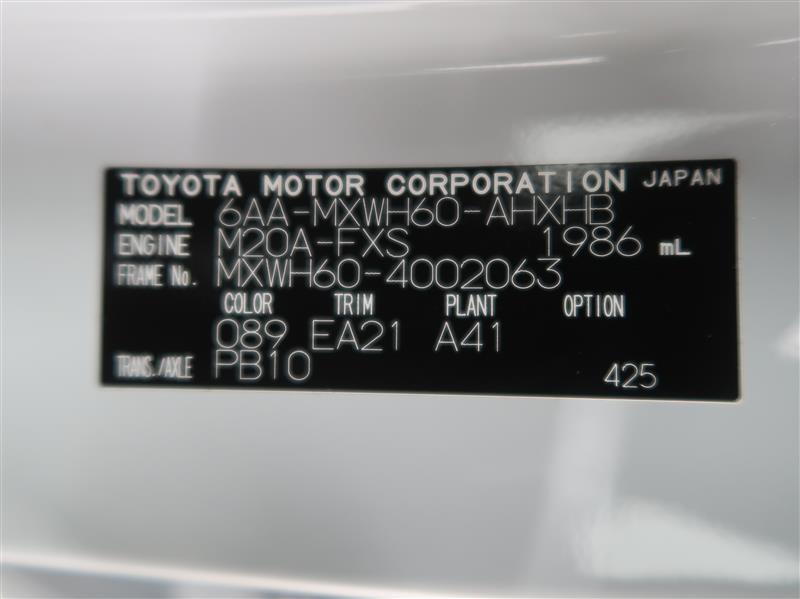 TOYOTA MOTOR CORPORATION JAPAN
MODEL 6AA-MXWH60-AHXHB
ENGINE M20A-FXS 1986 mL
FRAME No. MXWH60-4002063
COLOR TRIM PLANT OPTION
089 EA21 A41
TRANS./AXLE PB10 425